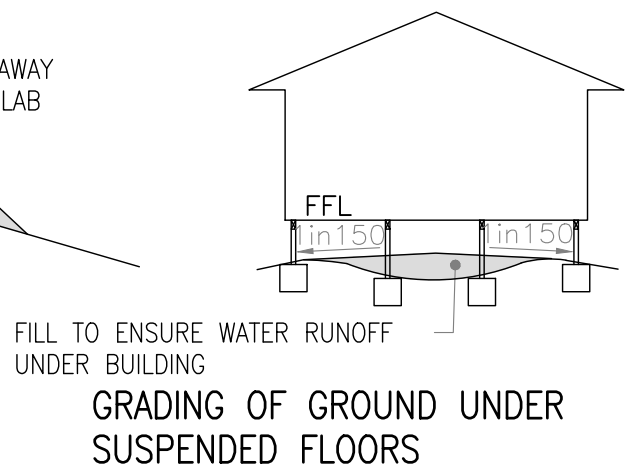 AWAY
LAB
FFL
1in150
1in150
FILL TO ENSURE WATER RUNOFF
UNDER BUILDING
GRADING OF GROUND UNDER
SUSPENDED FLOORS